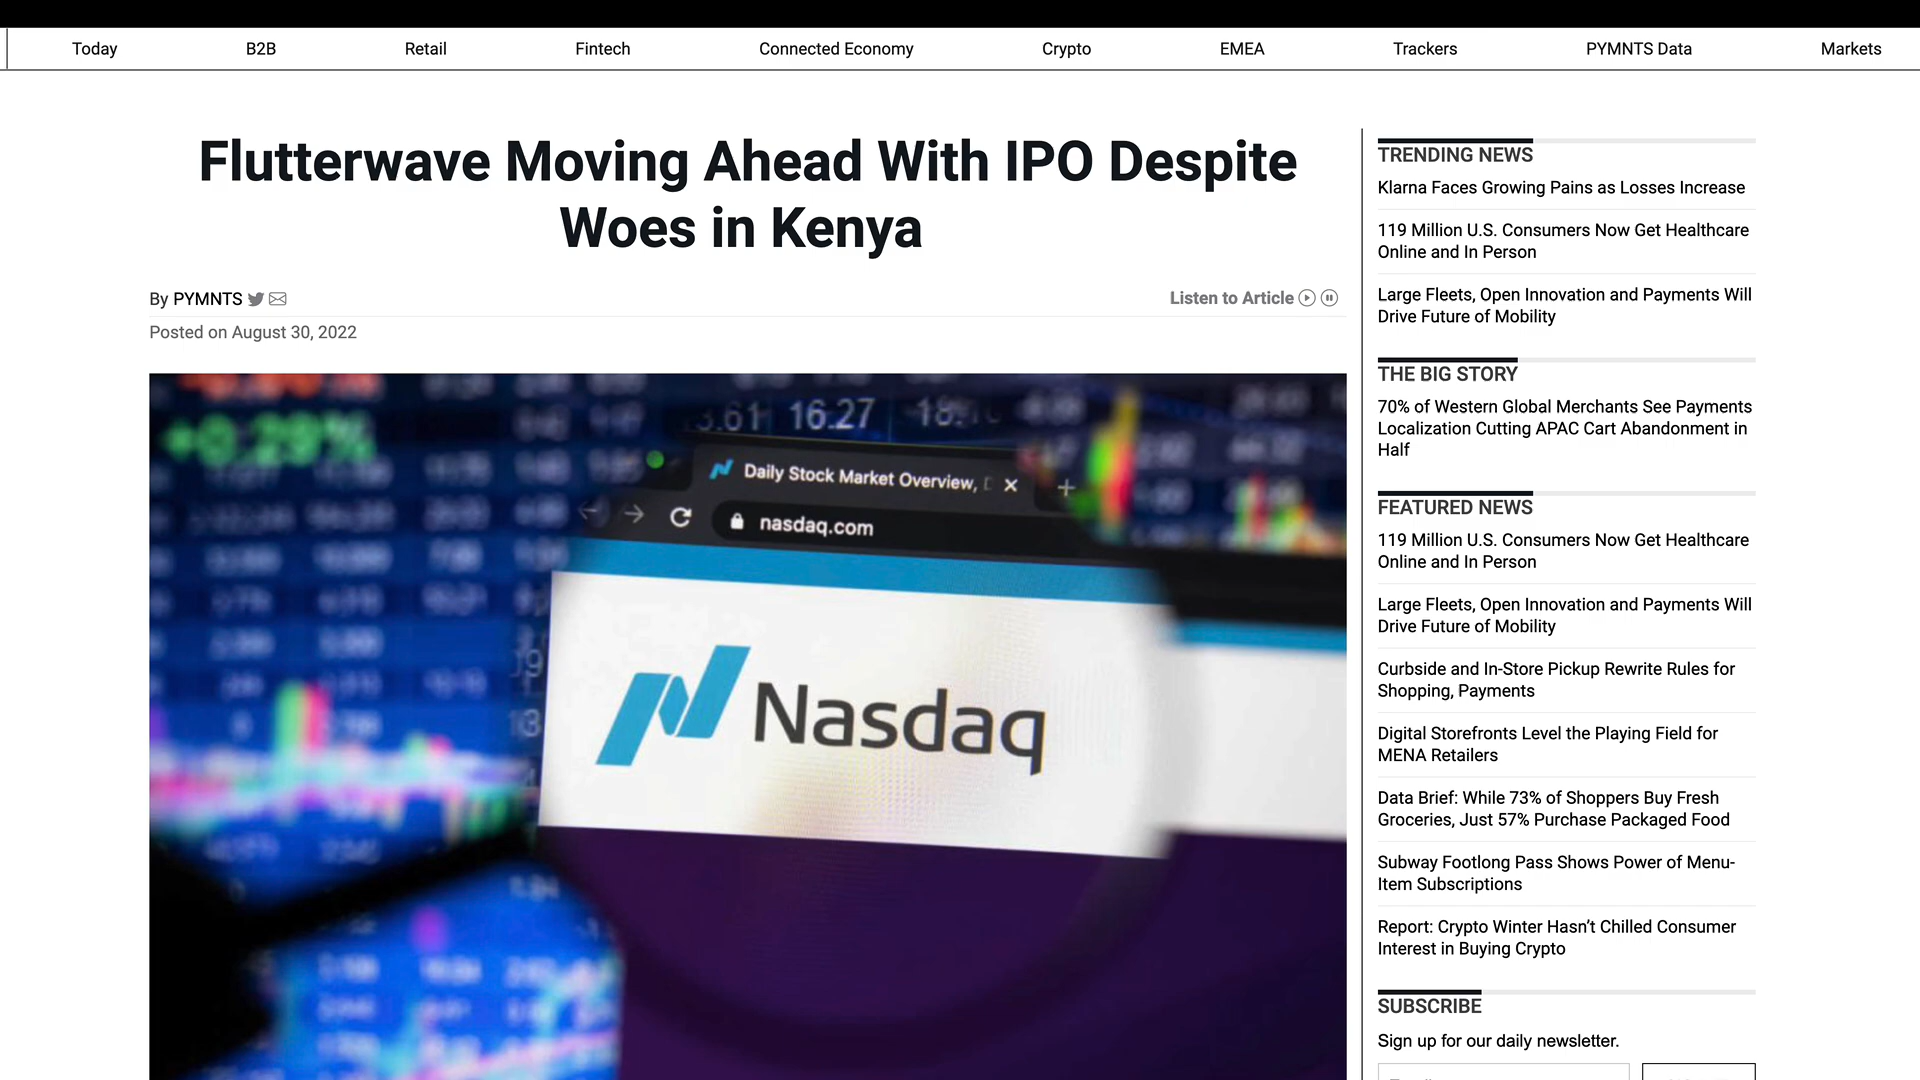 Today B2B Retail Fintech Connected Economy Crypto EMEA Trackers PYMNTS Data Markets
Flutterwave Moving Ahead With IPO Despite
Woes in Kenya
By PYMNTS
Listen to Article
Posted on August 30, 2022
+0.29%
3.61 16.27
Daily Stock Market Overview,
nasdaq.com
Nasdaq
TRENDING NEWS
Klarna Faces Growing Pains as Losses Increase
119 Million U.S. Consumers Now Get Healthcare
Online and In Person
Large Fleets, Open Innovation and Payments Will
Drive Future of Mobility
THE BIG STORY
70% of Western Global Merchants See Payments
Localization Cutting APAC Cart Abandonment in
Half
FEATURED NEWS
119 Million U.S. Consumers Now Get Healthcare
Online and In Person
Large Fleets, Open Innovation and Payments Will
Drive Future of Mobility
Curbside and In-Store Pickup Rewrite Rules for
Shopping, Payments
Digital Storefronts Level the Playing Field for
MENA Retailers
Data Brief: While 73% of Shoppers Buy Fresh
Groceries, Just 57% Purchase Packaged Food
Subway Footlong Pass Shows Power of Menu-
Item Subscriptions
Report: Crypto Winter Hasn’t Chilled Consumer
Interest in Buying Crypto
SUBSCRIBE
Sign up for our daily newsletter.